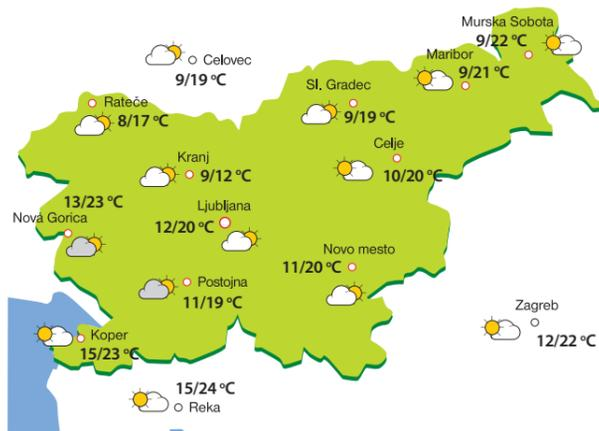 Murska Sobota
9/22 °C
Maribor
9/21 °C
Celovec
9/19 °C
Sl. Gradec
9/19 °C
Rateče
8/17 °C
Celje
10/20 °C
Kranj
9/12 °C
13/23 °C
Nova Gorica
Ljubljana
12/20 °C
Novo mesto
11/20 °C
Postojna
11/19 °C
Zagreb
12/22 °C
Koper
15/23 °C
15/24 °C
Reka